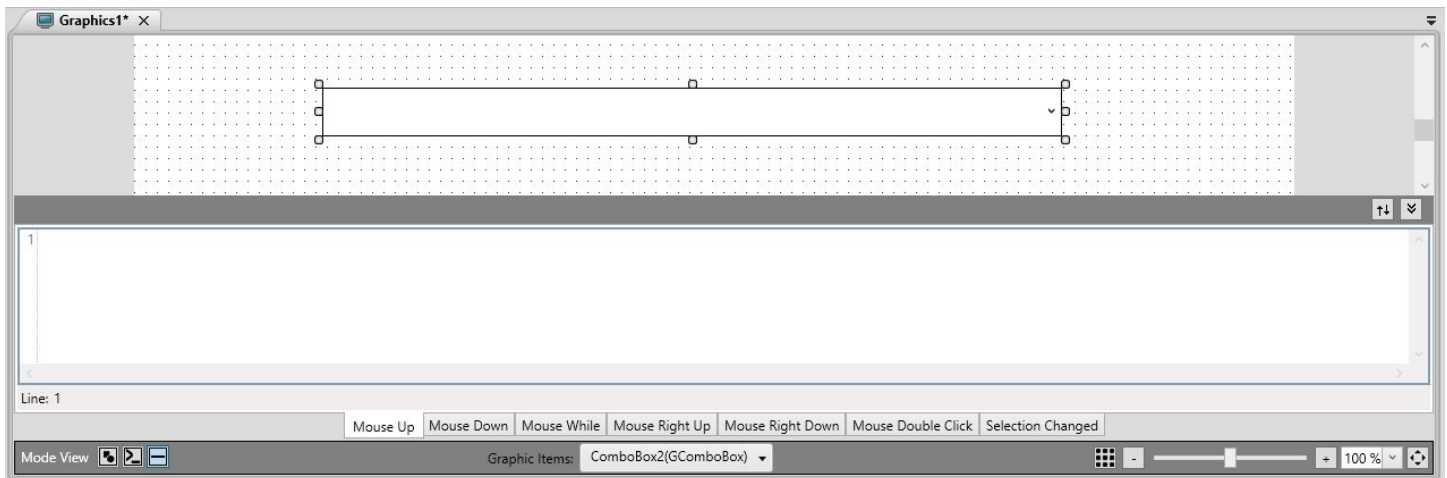 Graphics1*
1
Line: 1
Mouse Up Mouse Down Mouse While Mouse Right Up Mouse Right Down Mouse Double Click Selection Changed
Mode View Graphic Items: ComboBox2(GComboBox) - + 100 %